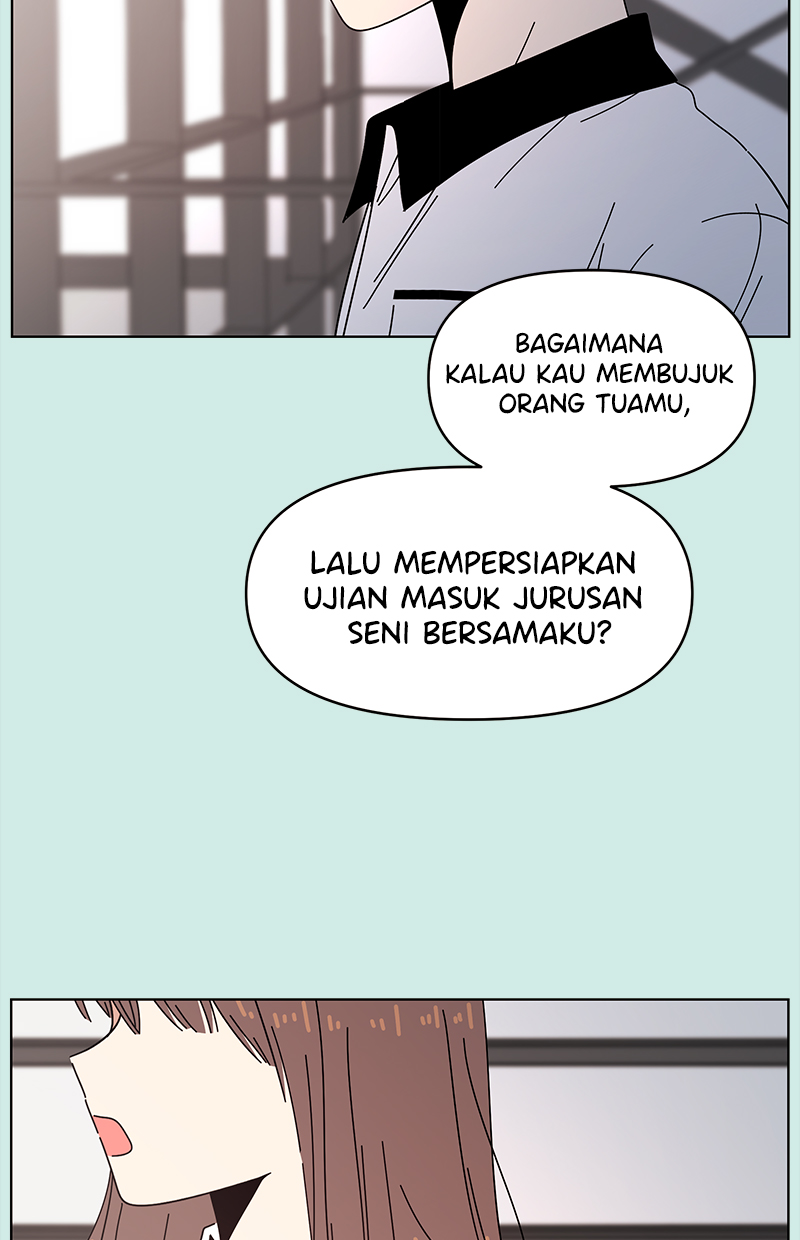 BAGAIMANA
KALAU KAU MEMBUJUK
ORANG TUAMU,
LALU MEMPERSIAPKAN
UJIAN MASUK JURUSAN
SENI BERSAMAKU?